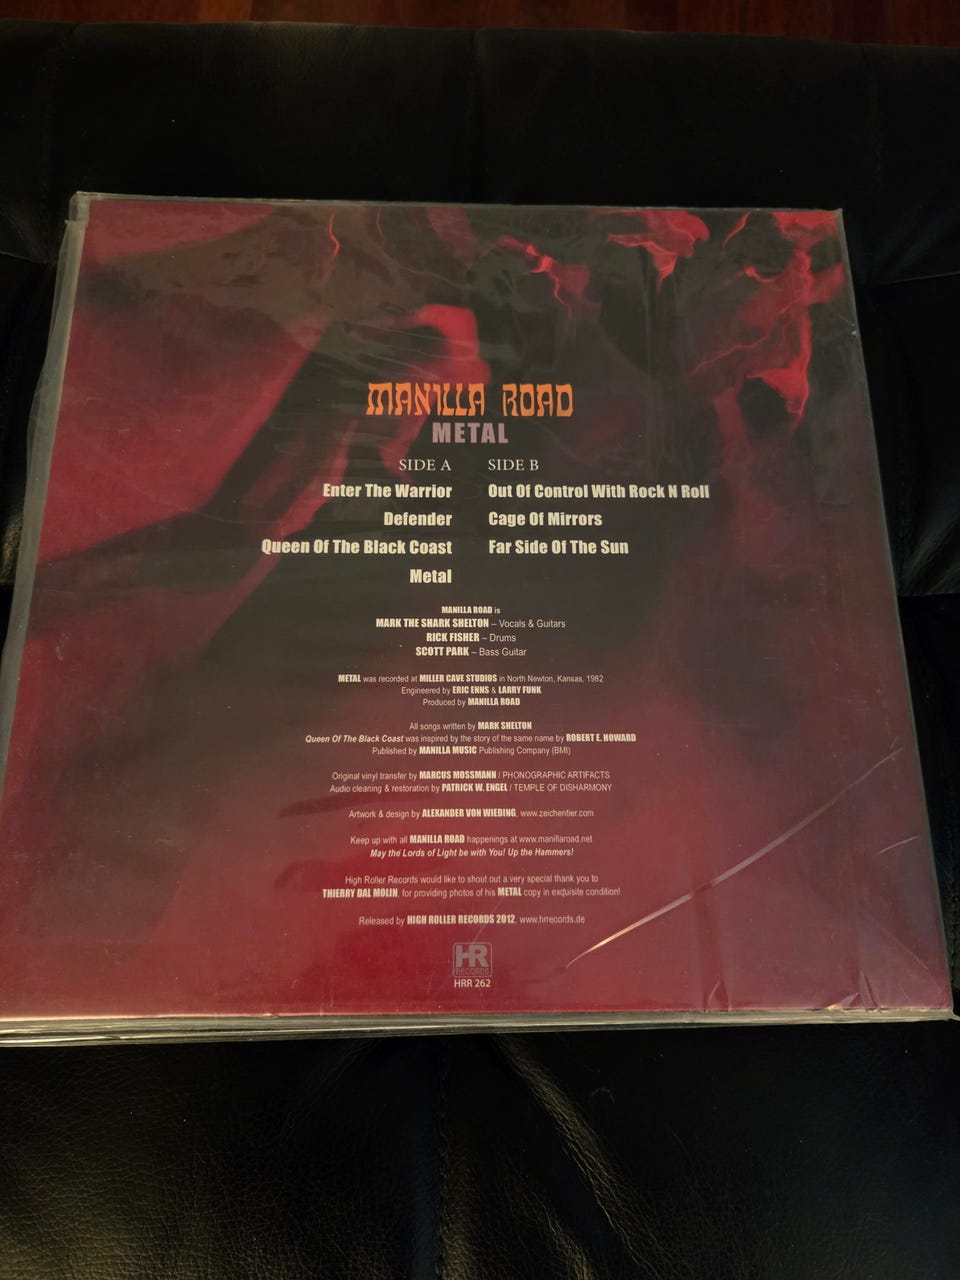 MANILLA ROAD
METAL
SIDE A
Enter The Warrior
Defender
Queen Of The Black Coast
Metal
SIDE B
Out Of Control With Rock N Roll
Cage Of Mirrors
Far Side Of The Sun
MANILLA ROAD is
MARK THE SHARK SHELTON – Vocals & Guitars
RICK FISHER – Drums
SCOTT PARK – Bass Guitar
METAL was recorded at MILLER CAVE STUDIOS in North Newton, Kansas, 1982
Engineered by ERIC ENNS & LARRY FUNK
Produced by MANILLA ROAD
All songs written by MARK SHELTON
Queen Of The Black Coast was inspired by the story of the same name by ROBERT E. HOWARD
Published by MANILLA MUSIC Publishing Company (BMI)
Original vinyl transfer by MARCUS MOSSMANN / PHONOGRAPHIC ARTIFACTS
Audio cleaning & restoration by PATRICK W. ENGEL / TEMPLE OF DISHARMONY
Artwork & design by ALEXANDER VON WIEDING, www.zeichentier.com
Keep up with all MANILLA ROAD happenings at www.manillaroad.net
May the Lords of Light be with You! Up the Hammers!
High Roller Records would like to shout out a very special thank you to
THIERRY DAL MOLIN, for providing photos of his METAL copy in exquisite condition!
Released by HIGH ROLLER RECORDS 2012, www.hrrecords.de
HR
RECORDS
HRR 262